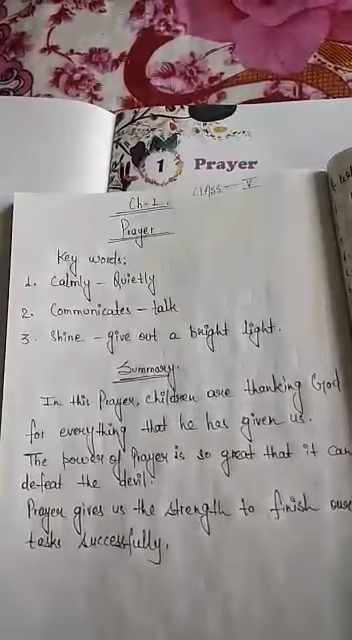 1 Prayer
CLASS - V
Ch-1.
Prayer
Key words:
1. Calmly - Quietly
2. Communicates - talk
3. Shine - give out a bright light.
Summary.
In this Prayer, children are thanking God
for everything that he has given us.
The power of Prayer is so great that it can
defeat the devil.
Prayer gives us the strength to finish our
tasks successfully.